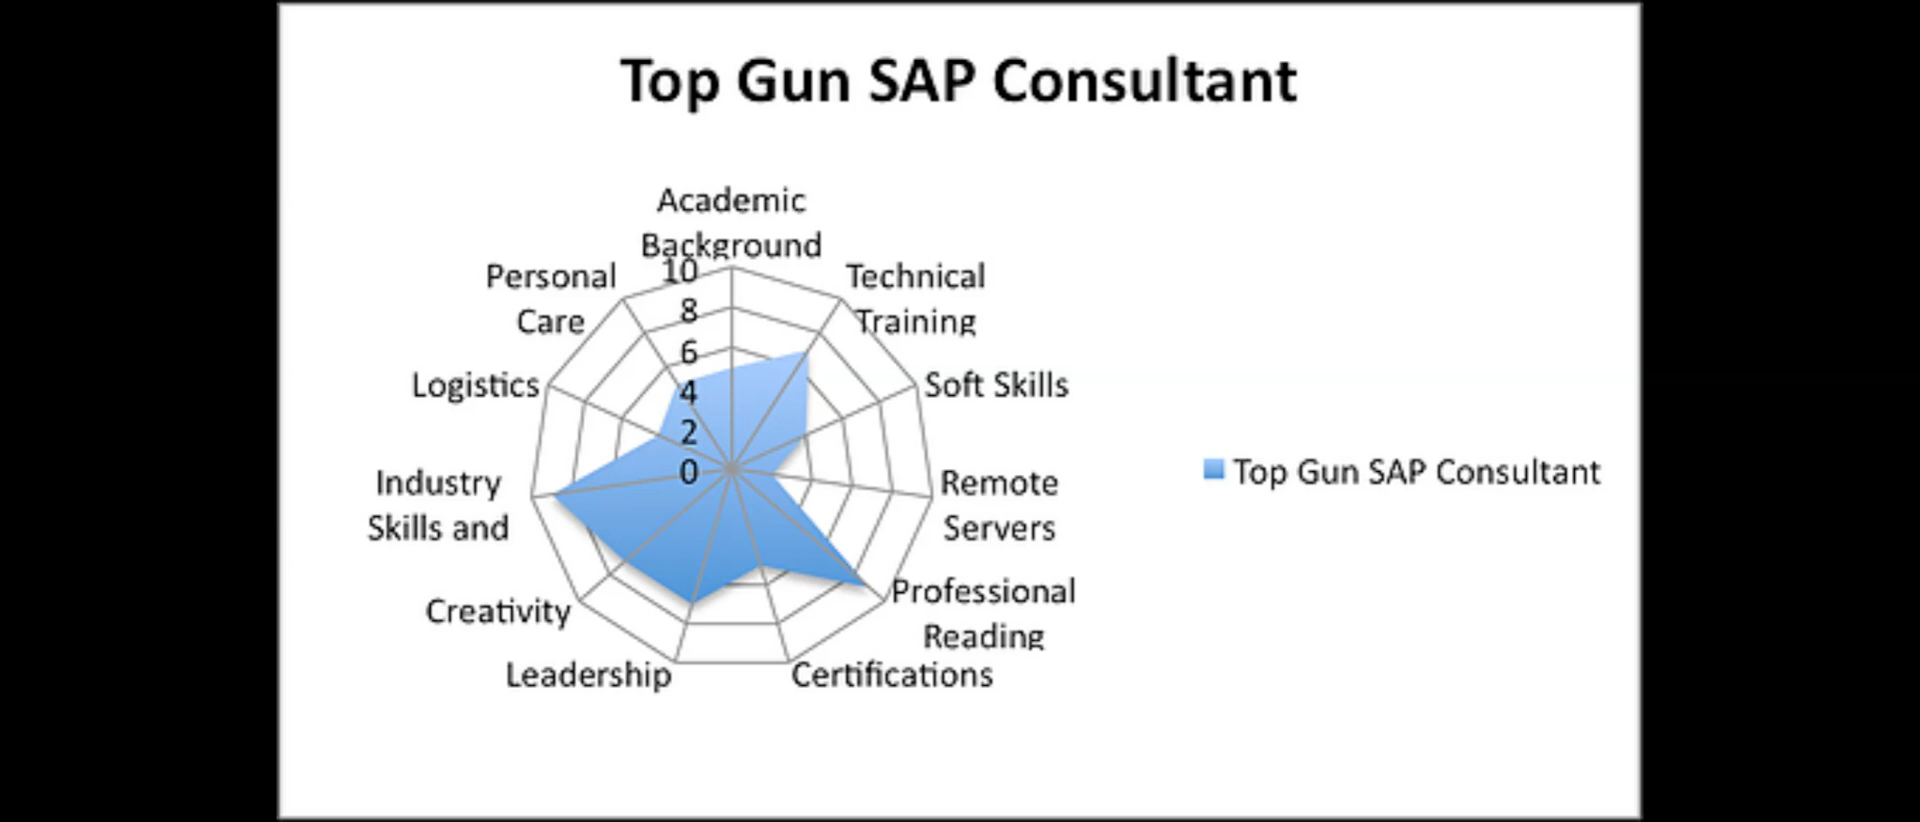 Top Gun SAP Consultant
Academic
Background
Technical
Training
Soft Skills
Remote
Servers
Professional
Reading
Certifications
Leadership
Creativity
Industry
Skills and
Logistics
Personal
Care
10
8
6
4
2
0
Top Gun SAP Consultant